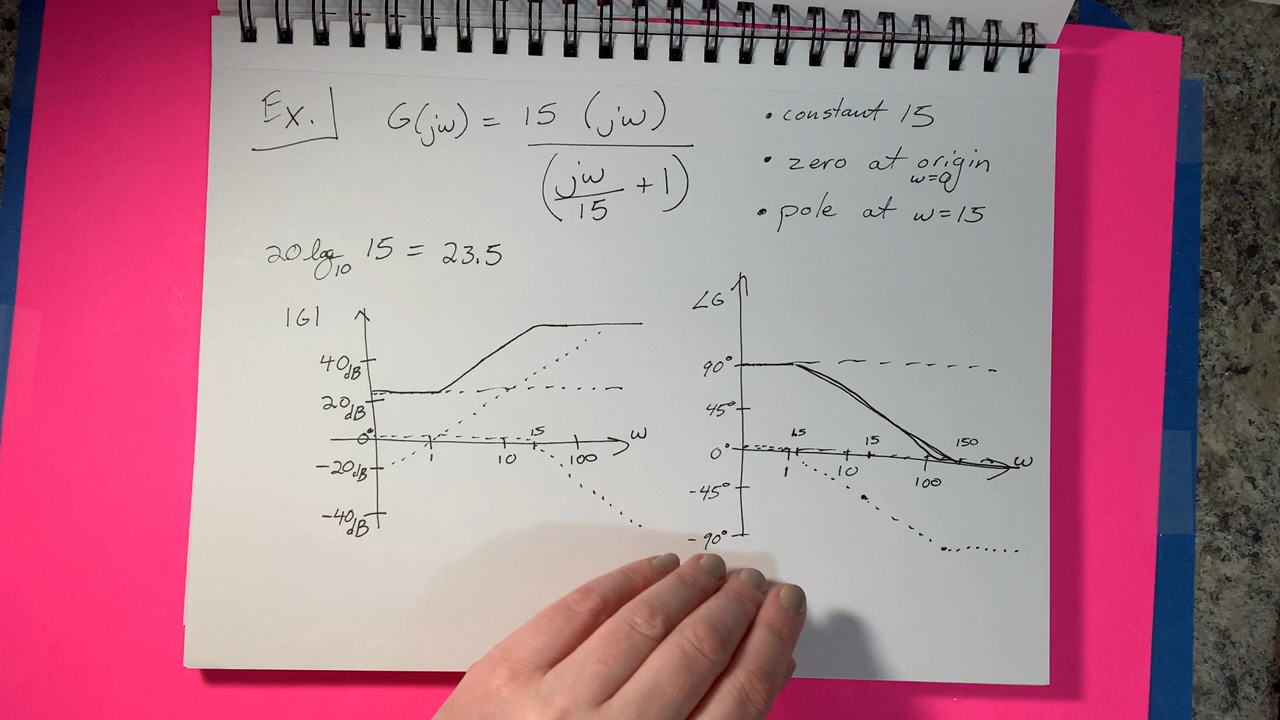 Ex. G(jω) = 15 (jω)
(jω/15 + 1)
• constant 15
• zero at origin
ω=0
• pole at ω=15
20 log10 15 = 23.5
|G|
40dB
20dB
0
-20dB
-40dB
1 10 15 100 ω
∠G
90°
45°
0°
-45°
-90°
1.5 15 150
1 10 100 ω